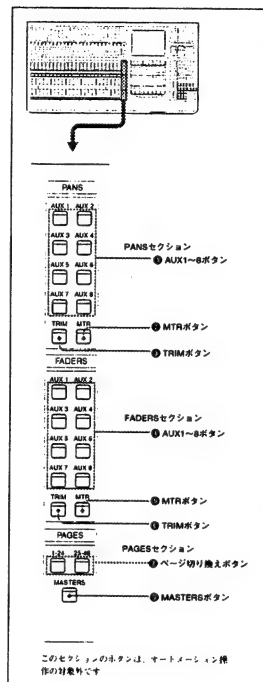 PANS
AUX 1 AUX 2
AUX 3 AUX 4
AUX 5 AUX 6
AUX 7 AUX 8
PANSセクション
❶ AUX1～8ボタン
TRIM MTR
❷ MTRボタン
❸ TRIMボタン
FADERS
AUX 1 AUX 2
AUX 3 AUX 4
AUX 5 AUX 6
AUX 7 AUX 8
FADERSセクション
❹ AUX1～8ボタン
TRIM MTR
❺ MTRボタン
❻ TRIMボタン
PAGES
1-24 25-48
PAGESセクション
❼ ページ切り換えボタン
MASTERS
❽ MASTERSボタン
このセクションのボタンは、オートメーション操
作の対象外です